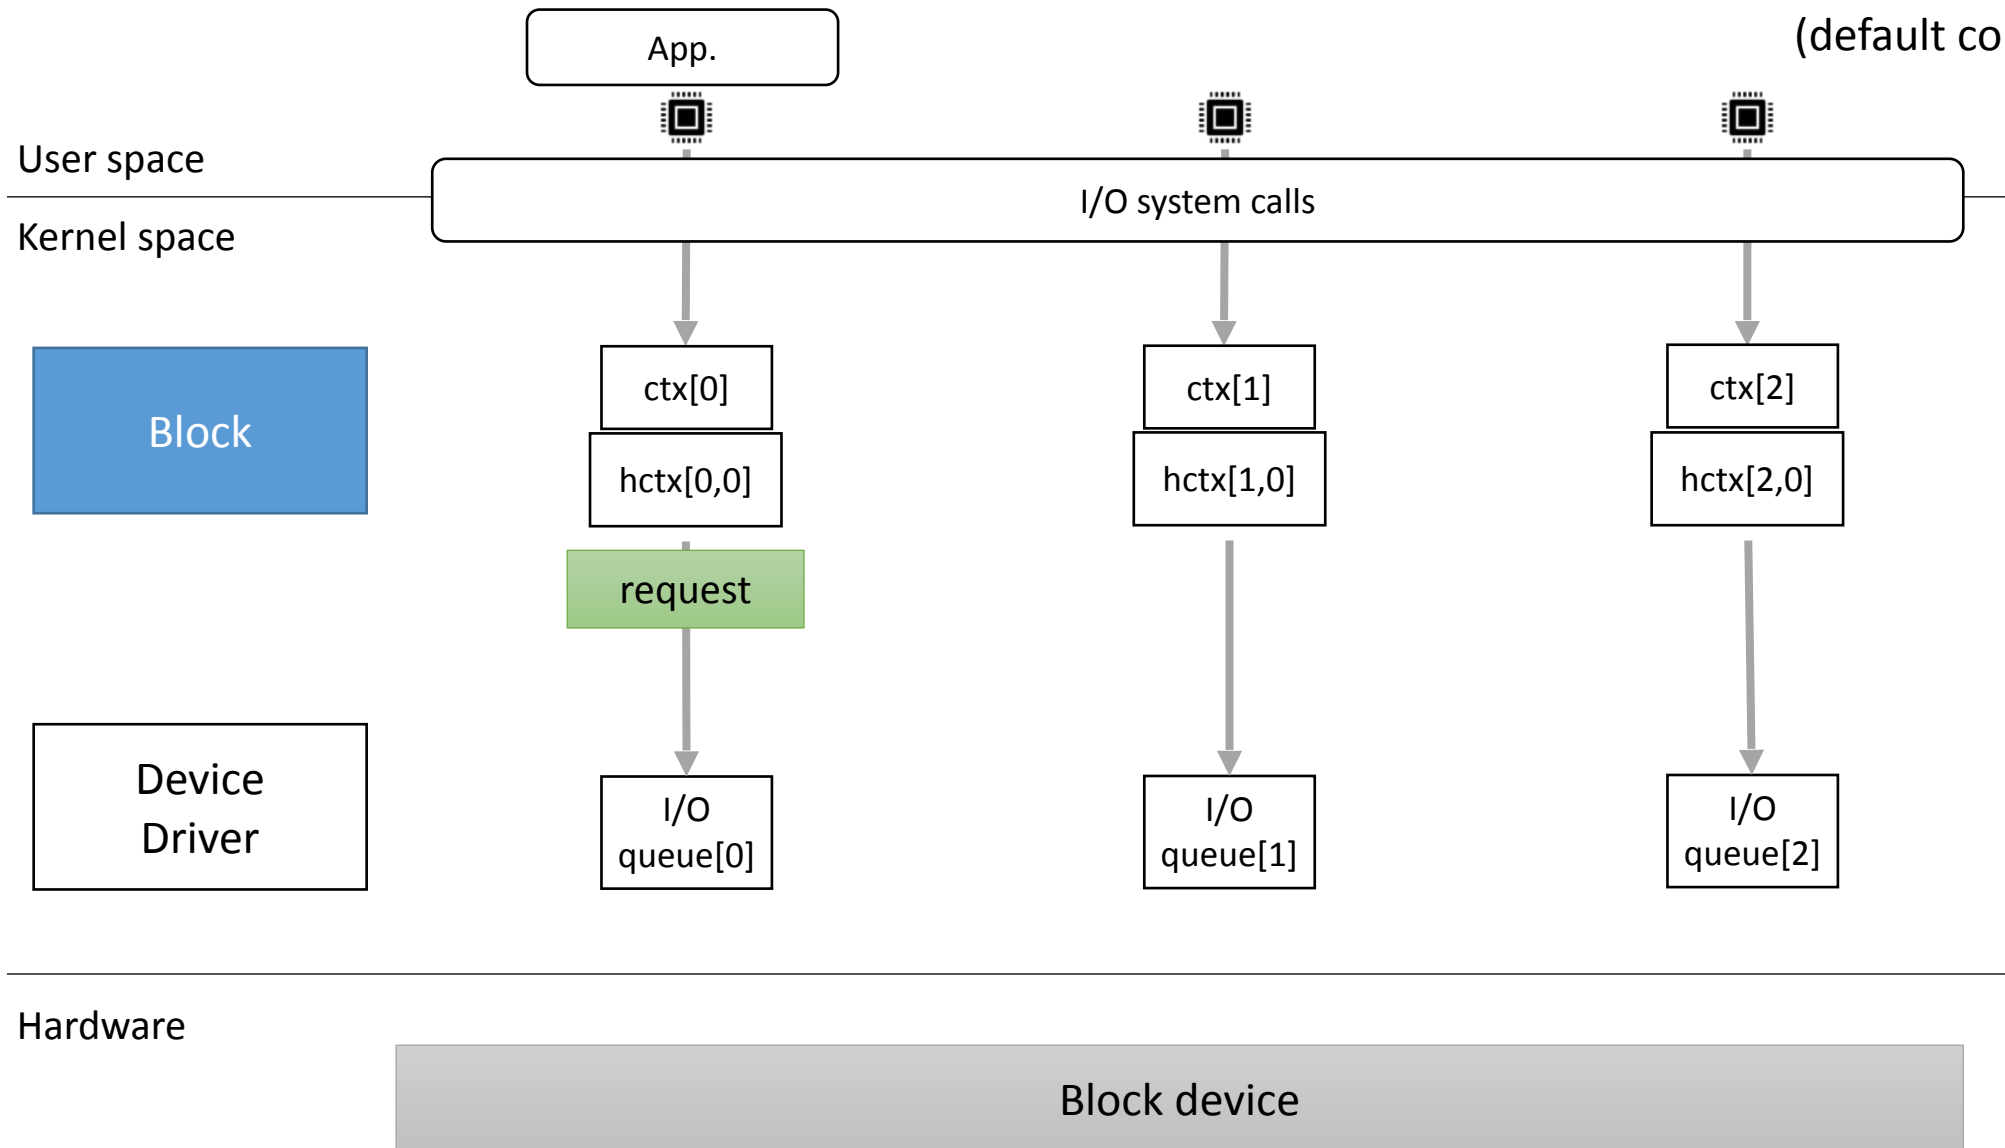 (default co
App.
User space
I/O system calls
Kernel space
ctx[0]
ctx[1]
ctx[2]
Block
hctx[0,0]
hctx[1,0]
hctx[2,0]
request
Device
Driver
I/O
queue[0]
I/O
queue[1]
I/O
queue[2]
Hardware
Block device